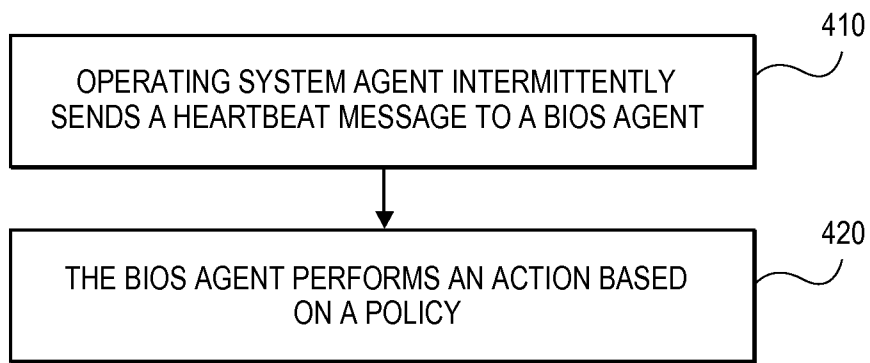 410
OPERATING SYSTEM AGENT INTERMITTENTLY
SENDS A HEARTBEAT MESSAGE TO A BIOS AGENT
420
THE BIOS AGENT PERFORMS AN ACTION BASED
ON A POLICY